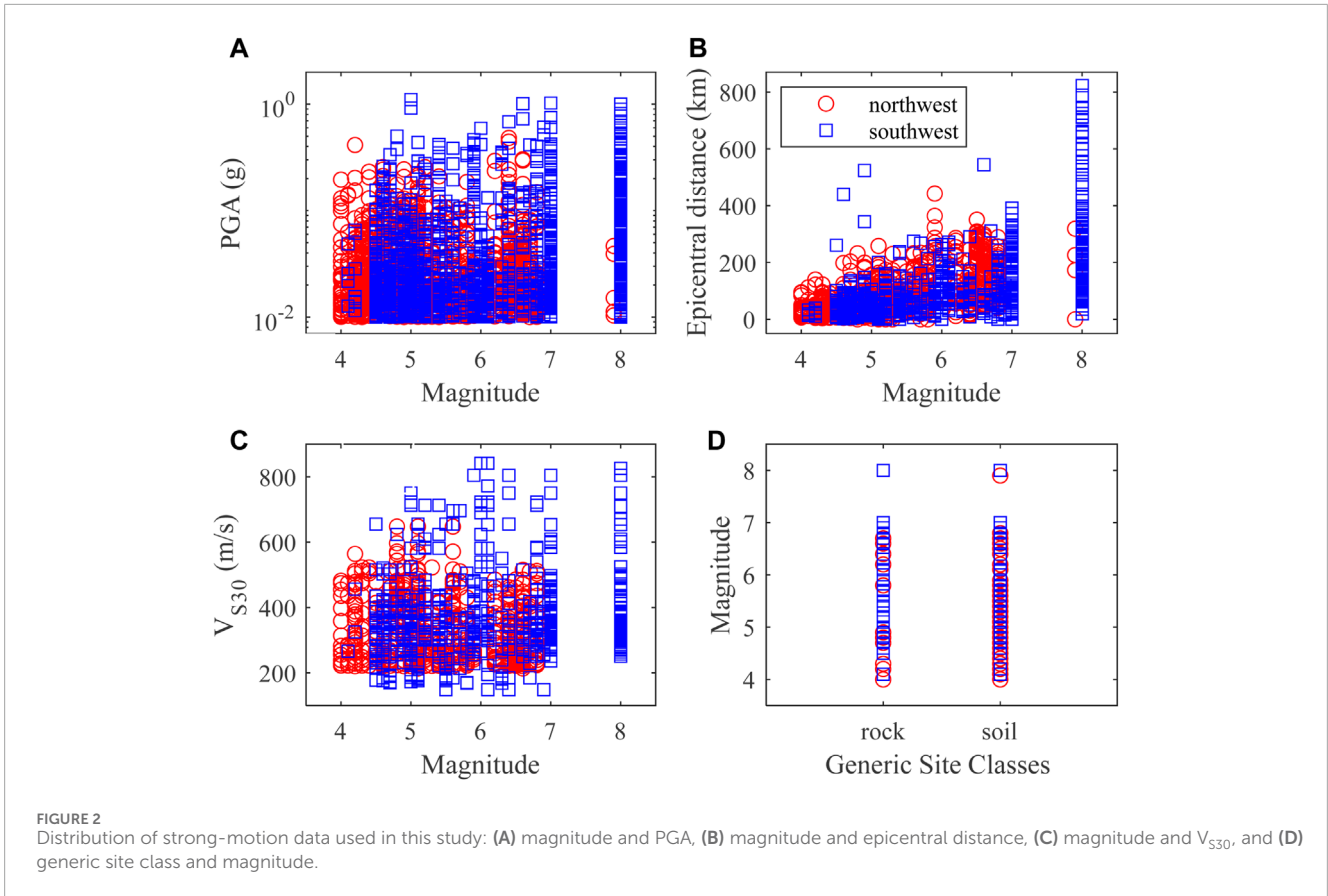 A
10^0
10^-2
PGA (g)
4 5 6 7 8
Magnitude
B
800
600
400
200
0
Epicentral distance (km)
northwest
southwest
4 5 6 7 8
Magnitude
C
800
600
400
200
V_S30 (m/s)
4 5 6 7 8
Magnitude
D
8
7
6
5
4
Magnitude
rock soil
Generic Site Classes
FIGURE 2
Distribution of strong-motion data used in this study: (A) magnitude and PGA, (B) magnitude and epicentral distance, (C) magnitude and V_S30, and (D)
generic site class and magnitude.